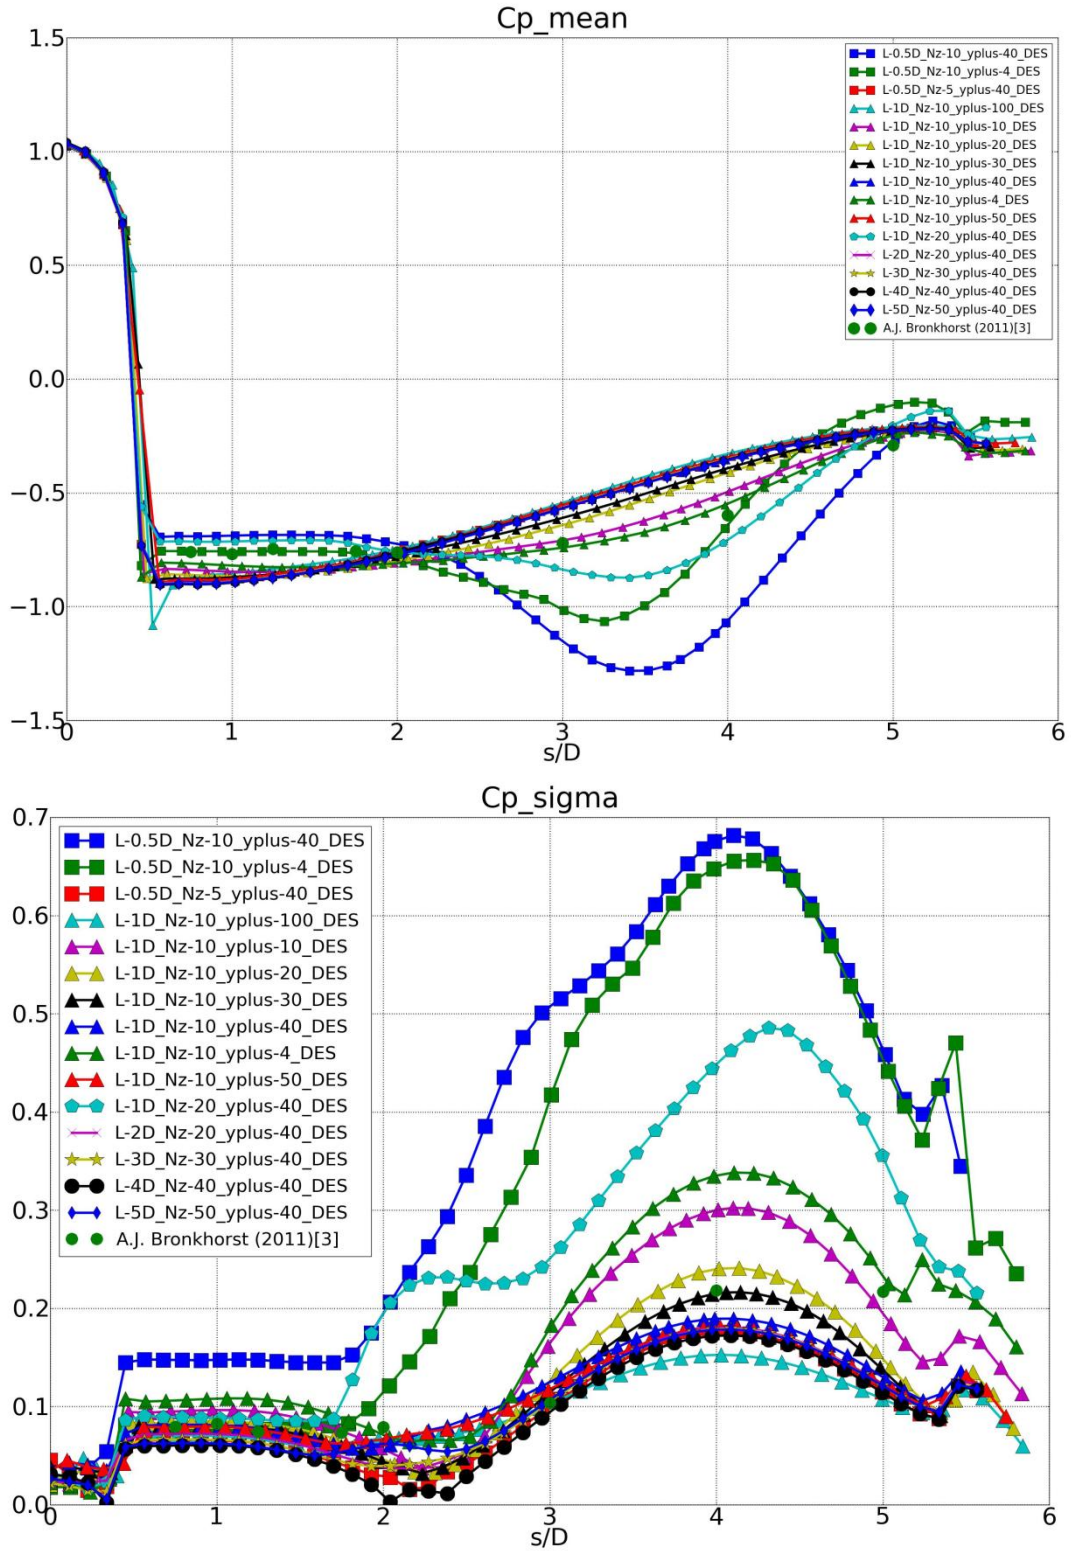 Cp_mean
1.5
1.0
0.5
0.0
−0.5
−1.0
−1.5
L-0.5D_Nz-10_yplus-40_DES
L-0.5D_Nz-10_yplus-4_DES
L-0.5D_Nz-5_yplus-40_DES
L-1D_Nz-10_yplus-100_DES
L-1D_Nz-10_yplus-10_DES
L-1D_Nz-10_yplus-20_DES
L-1D_Nz-10_yplus-30_DES
L-1D_Nz-10_yplus-40_DES
L-1D_Nz-10_yplus-4_DES
L-1D_Nz-10_yplus-50_DES
L-1D_Nz-20_yplus-40_DES
L-2D_Nz-20_yplus-40_DES
L-3D_Nz-30_yplus-40_DES
L-4D_Nz-40_yplus-40_DES
L-5D_Nz-50_yplus-40_DES
A.J. Bronkhorst (2011)[3]
0 1 2 3 4 5 6
s/D
Cp_sigma
0.7
0.6
0.5
0.4
0.3
0.2
0.1
0.0
L-0.5D_Nz-10_yplus-40_DES
L-0.5D_Nz-10_yplus-4_DES
L-0.5D_Nz-5_yplus-40_DES
L-1D_Nz-10_yplus-100_DES
L-1D_Nz-10_yplus-10_DES
L-1D_Nz-10_yplus-20_DES
L-1D_Nz-10_yplus-30_DES
L-1D_Nz-10_yplus-40_DES
L-1D_Nz-10_yplus-4_DES
L-1D_Nz-10_yplus-50_DES
L-1D_Nz-20_yplus-40_DES
L-2D_Nz-20_yplus-40_DES
L-3D_Nz-30_yplus-40_DES
L-4D_Nz-40_yplus-40_DES
L-5D_Nz-50_yplus-40_DES
A.J. Bronkhorst (2011)[3]
0 1 2 3 4 5 6
s/D